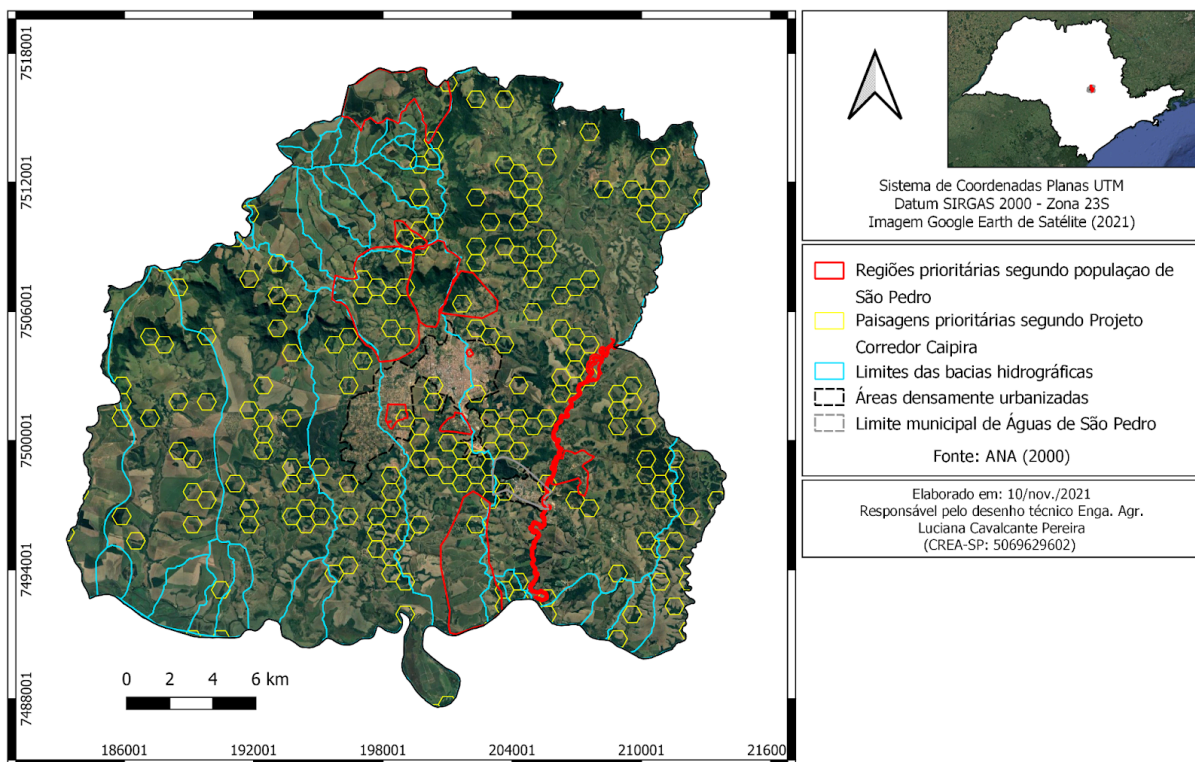 7518001
7512001
7506001
7500001
7494001
7488001
0 2 4 6 km
186001 192001 198001 204001 210001 21600
Sistema de Coordenadas Planas UTM
Datum SIRGAS 2000 - Zona 23S
Imagem Google Earth de Satélite (2021)
Regiões prioritárias segundo populaçao de
São Pedro
Paisagens prioritárias segundo Projeto
Corredor Caipira
Limites das bacias hidrográficas
Áreas densamente urbanizadas
Limite municipal de Águas de São Pedro
Fonte: ANA (2000)
Elaborado em: 10/nov./2021
Responsável pelo desenho técnico Enga. Agr.
Luciana Cavalcante Pereira
(CREA-SP: 5069629602)